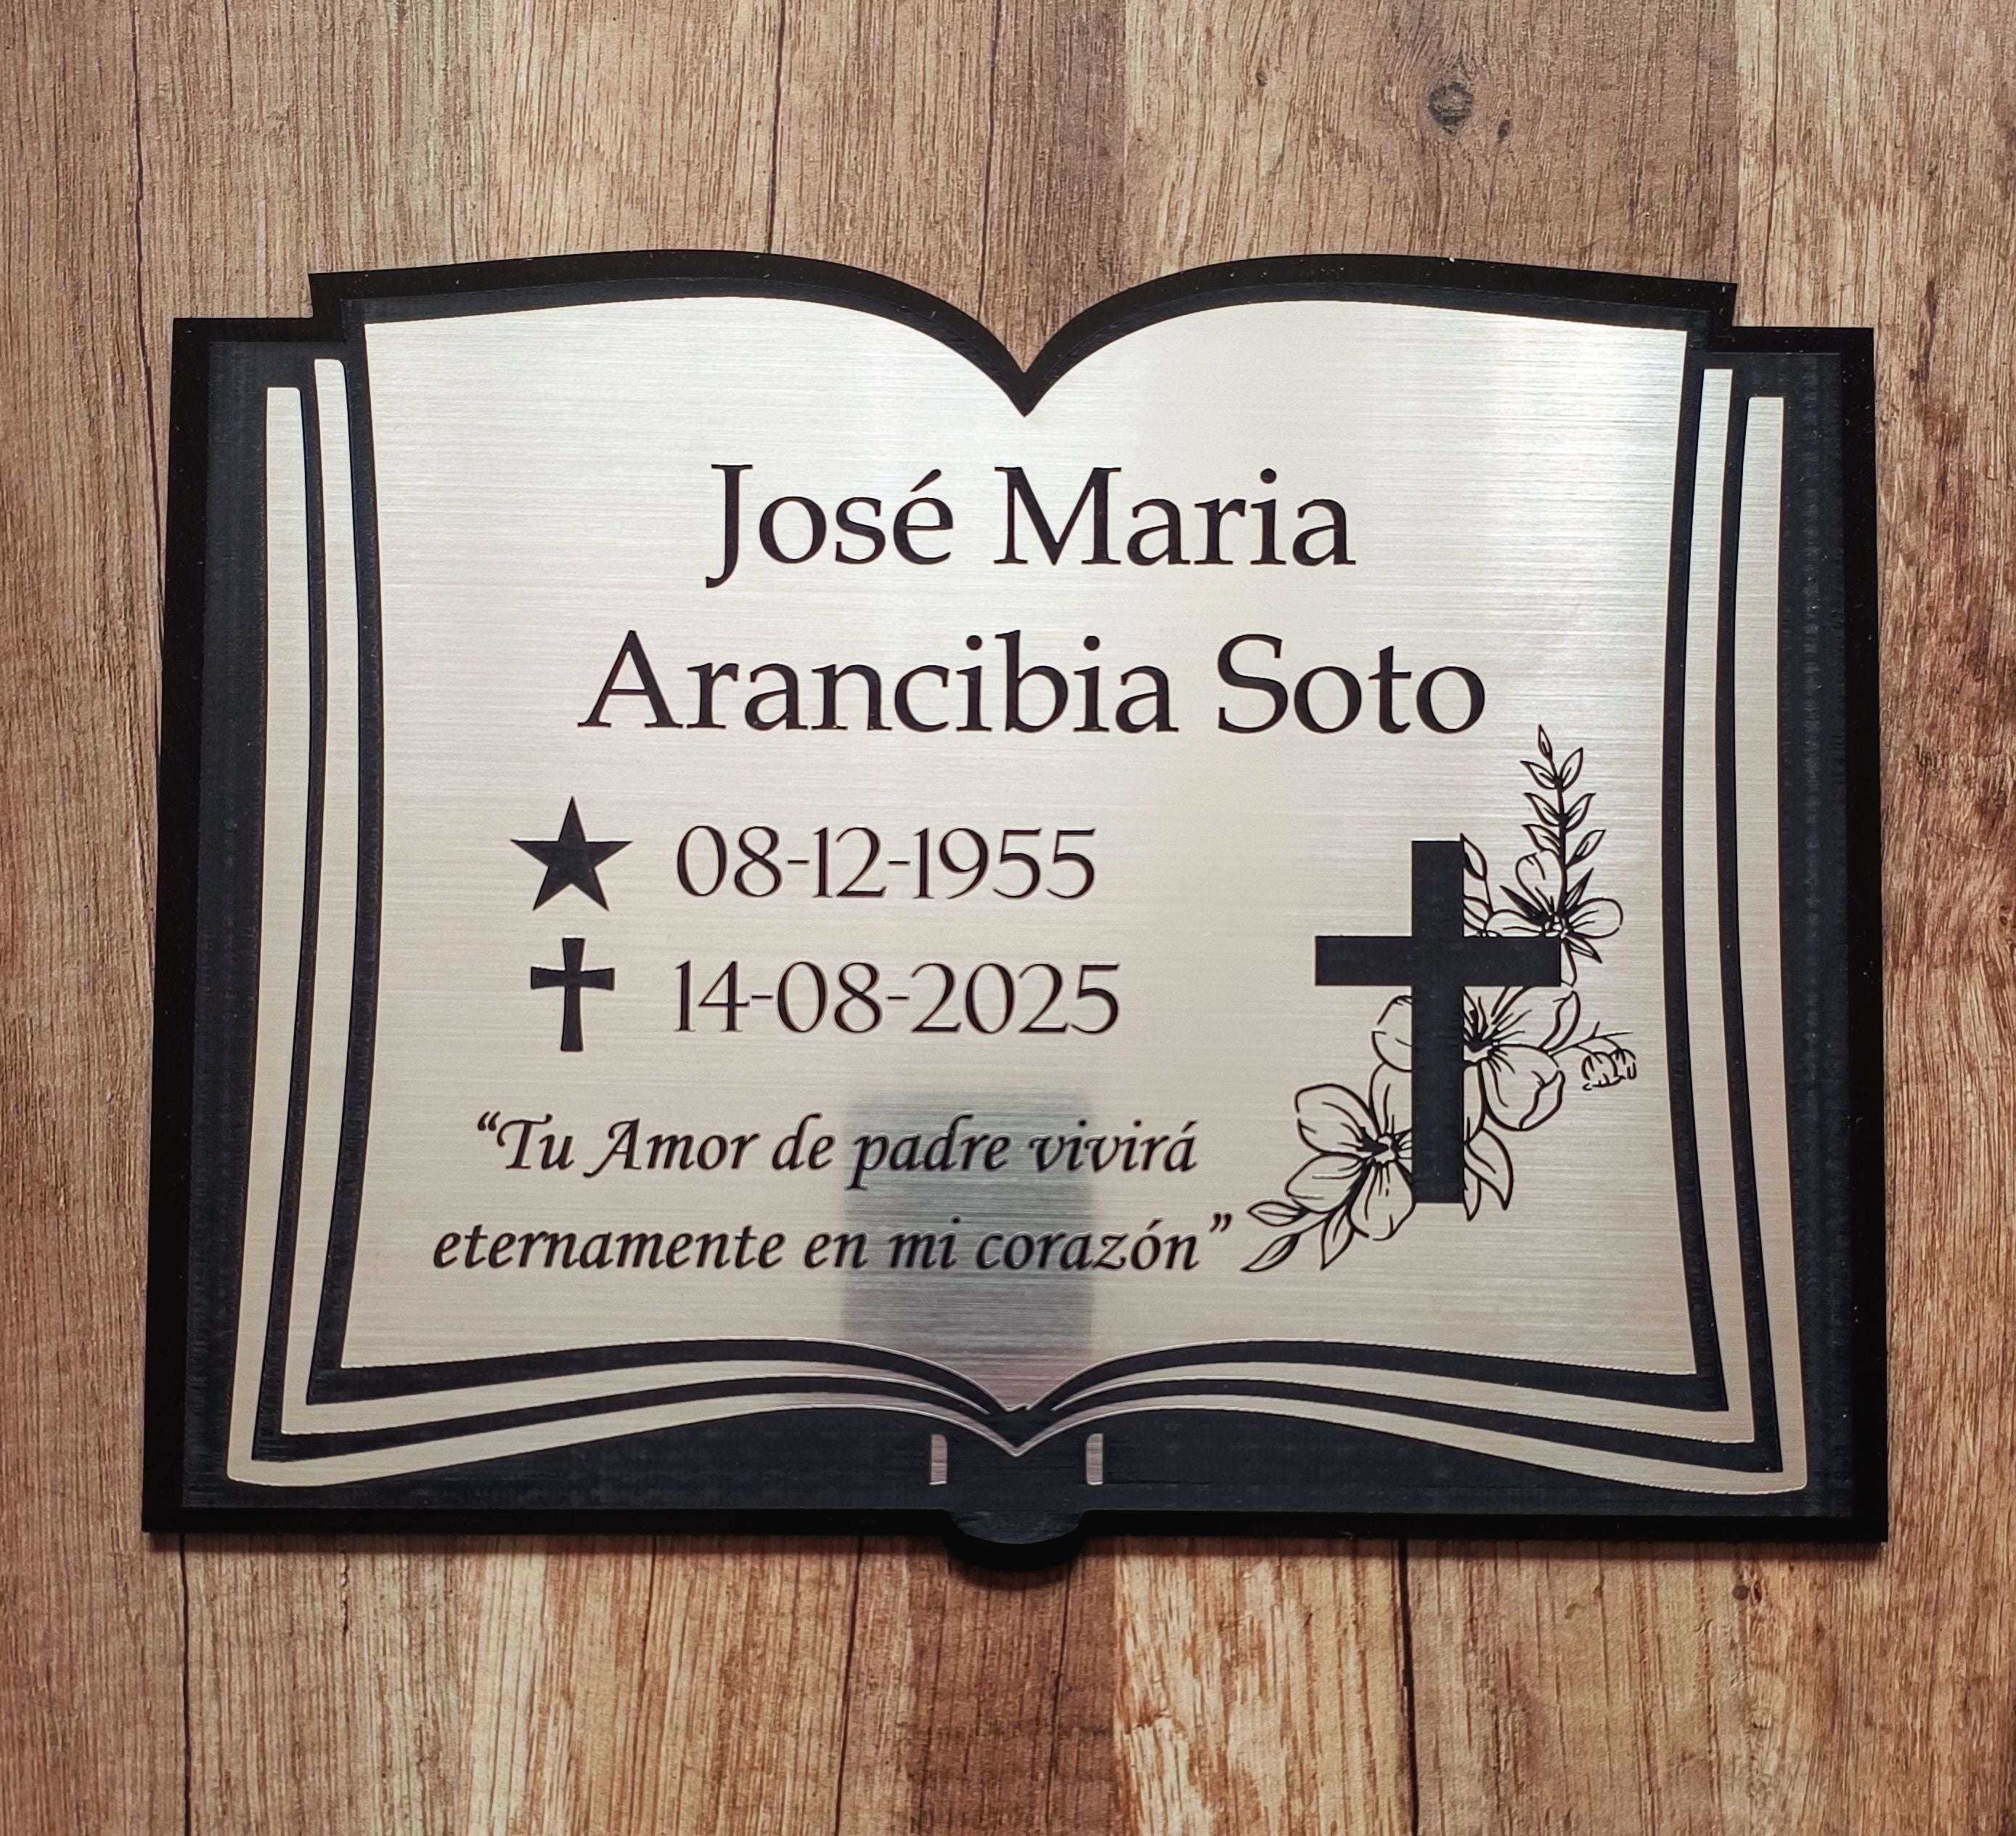 José Maria
Arancibia Soto
08-12-1955
14-08-2025
“Tu Amor de padre vivirá
eternamente en mi corazón”